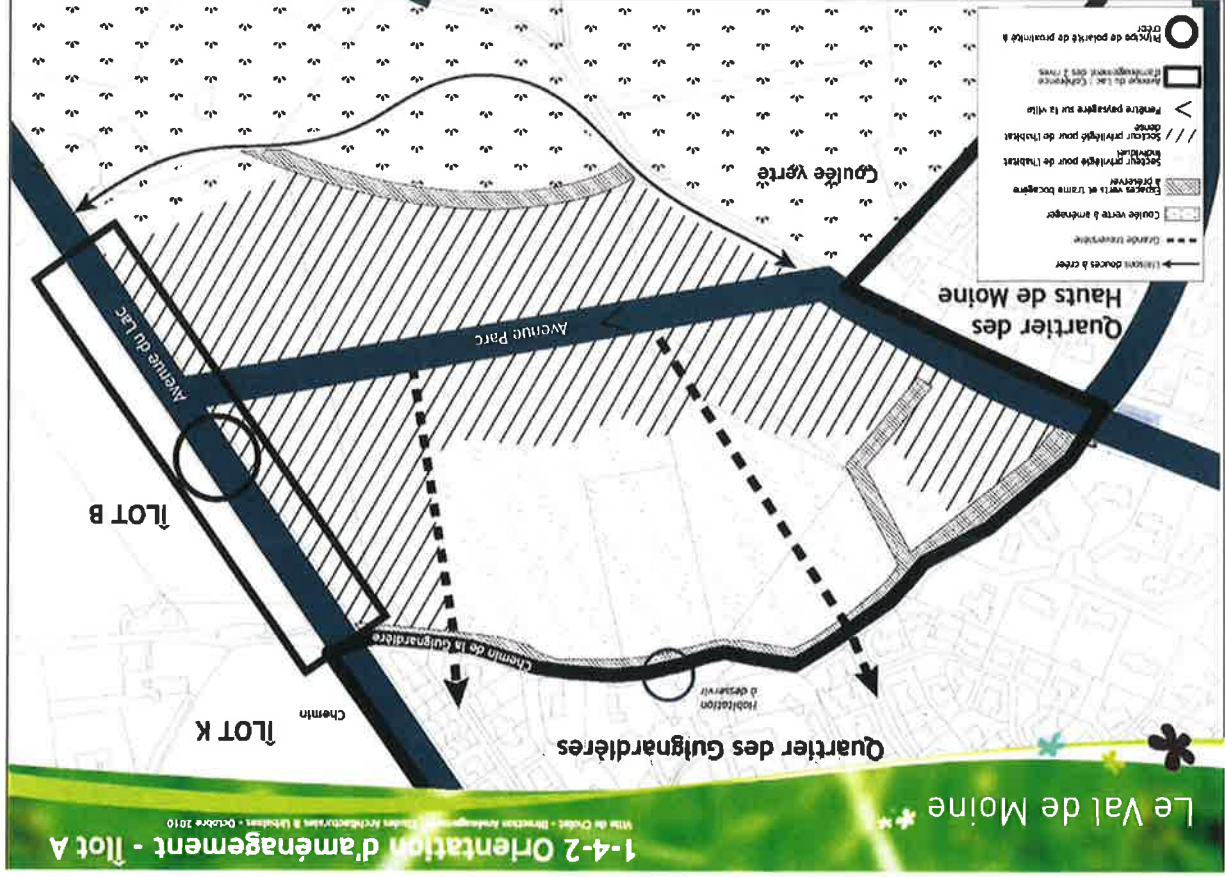 1-4-2 Orientation d'aménagement - Îlot A
Ville de Cholet - Direction Aménagement - Etudes Architecturales & Urbaines - Octobre 2010
Le Val de Moine
Quartier des Guignardières
Habitation
à desservir
Chemin
ÎLOT K
Chemin de la Guignardière
ÎLOT B
Avenue du Lac
Avenue Parc
Quartier des
Hauts de Moine
Coulée verte
Liaisons douces à créer
Grande traversière
Coulée verte à aménager
Espaces verts et trame bocagère
à préserver
Secteur privilégié pour de l'habitat
individuel
Secteur privilégié pour de l'habitat
dense
Fenêtre paysagère sur la ville
Avenue du Lac : Cohérence
d'aménagement des 2 rives
Principe de polarité de proximité à
créer